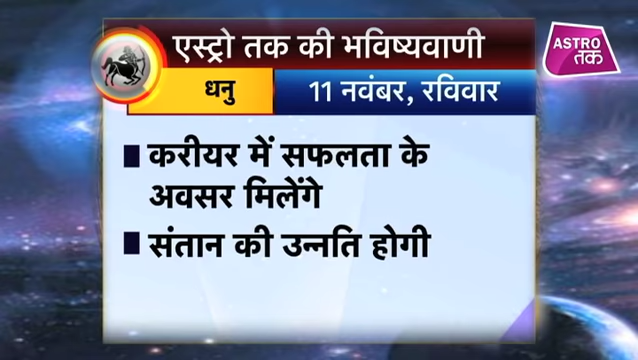 एस्ट्रो तक की भविष्यवाणी
ASTRO
तक
धनु
11 नवंबर, रविवार
करीयर में सफलता के
अवसर मिलेंगे
संतान की उन्नति होगी